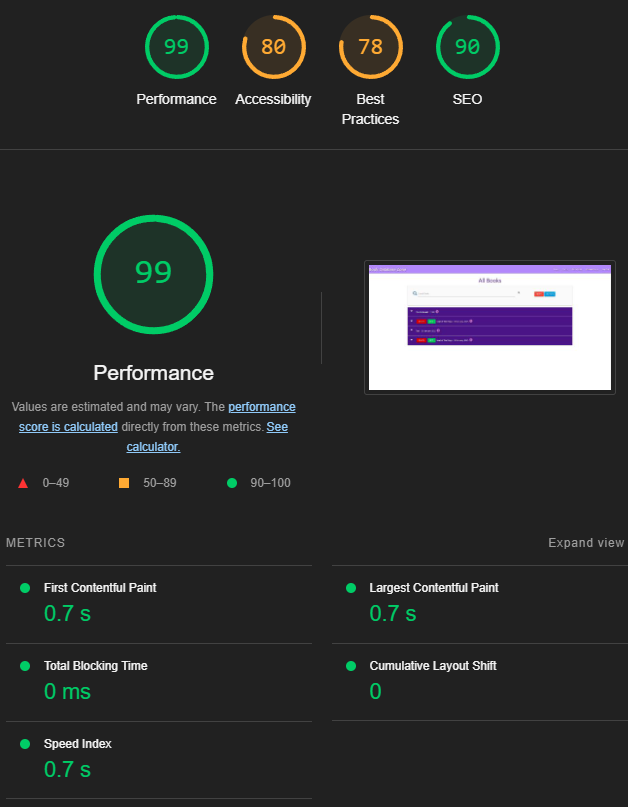 99
80
78
90
Performance
Accessibility
Best
Practices
SEO
99
All Books
Performance
Values are estimated and may vary. The performance
score is calculated directly from these metrics. See
calculator.
0–49
50–89
90–100
METRICS
Expand view
First Contentful Paint
0.7 s
Largest Contentful Paint
0.7 s
Total Blocking Time
0 ms
Cumulative Layout Shift
0
Speed Index
0.7 s